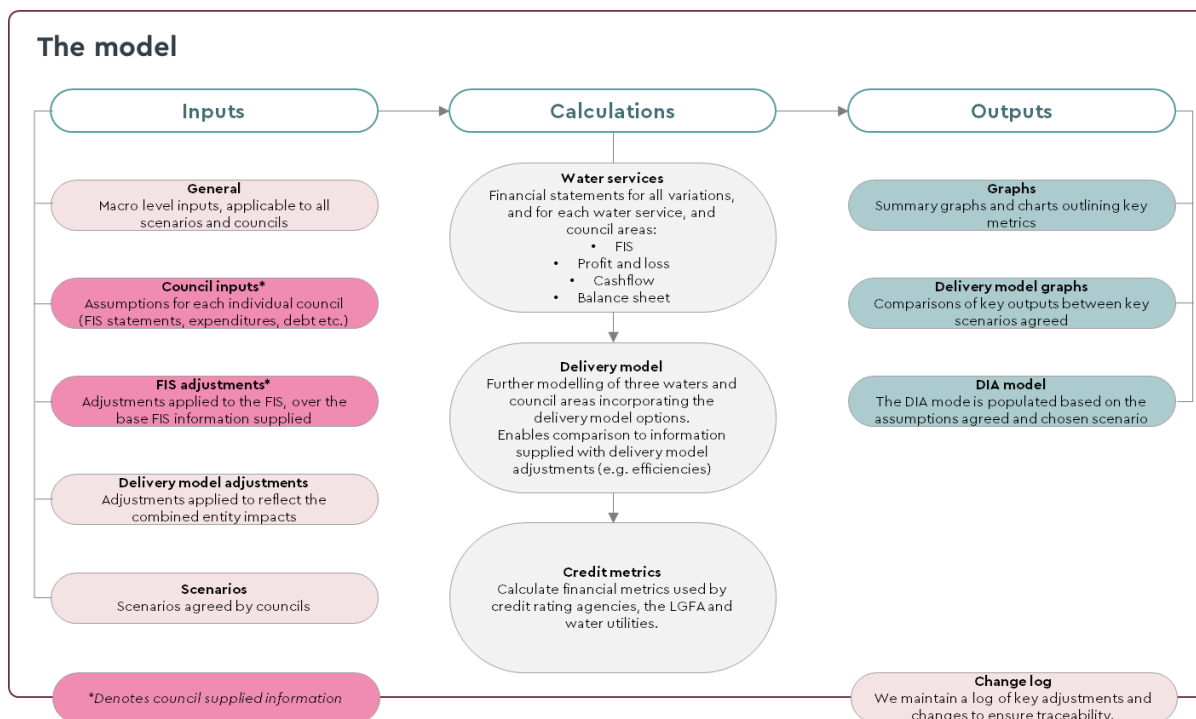 The model
Inputs
Calculations
Outputs
General
Macro level inputs, applicable to all
scenarios and councils
Council inputs*
Assumptions for each individual council
(FIS statements, expenditures, debt etc.)
FIS adjustments*
Adjustments applied to the FIS, over the
base FIS information supplied
Delivery model adjustments
Adjustments applied to reflect the
combined entity impacts
Scenarios
Scenarios agreed by councils
*Denotes council supplied information
Water services
Financial statements for all variations,
and for each water service, and
council areas:
• FIS
• Profit and loss
• Cashflow
• Balance sheet
Delivery model
Further modelling of three waters and
council areas incorporating the
delivery model options.
Enables comparison to information
supplied with delivery model
adjustments (e.g. efficiencies)
Credit metrics
Calculate financial metrics used by
credit rating agencies, the LGFA and
water utilities.
Graphs
Summary graphs and charts outlining key
metrics
Delivery model graphs
Comparisons of key outputs between key
scenarios agreed
DIA model
The DIA mode is populated based on the
assumptions agreed and chosen scenario
Change log
We maintain a log of key adjustments and
changes to ensure traceability.